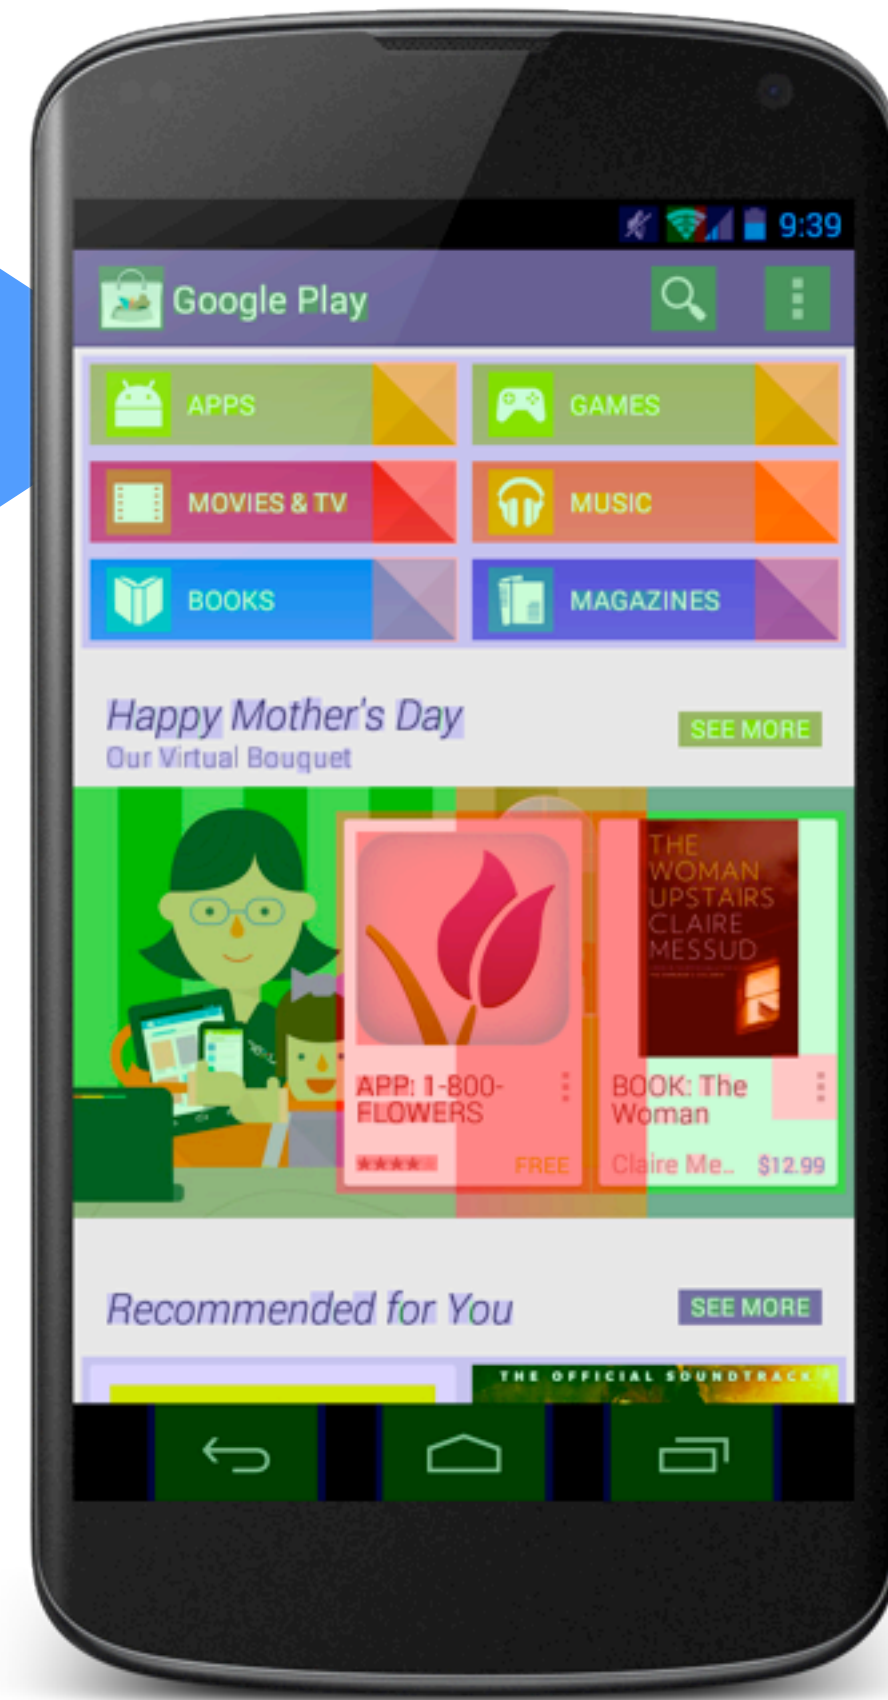 9:39
Google Play
APPS
GAMES
MOVIES & TV
MUSIC
BOOKS
MAGAZINES
Happy Mother's Day
Our Virtual Bouquet
SEE MORE
THE
WOMAN
UPSTAIRS
CLAIRE
MESSUD
APP: 1-800-
FLOWERS
FREE
BOOK: The
Woman
Claire Me..
$12.99
Recommended for You
SEE MORE
THE OFFICIAL SOUNDTRACK